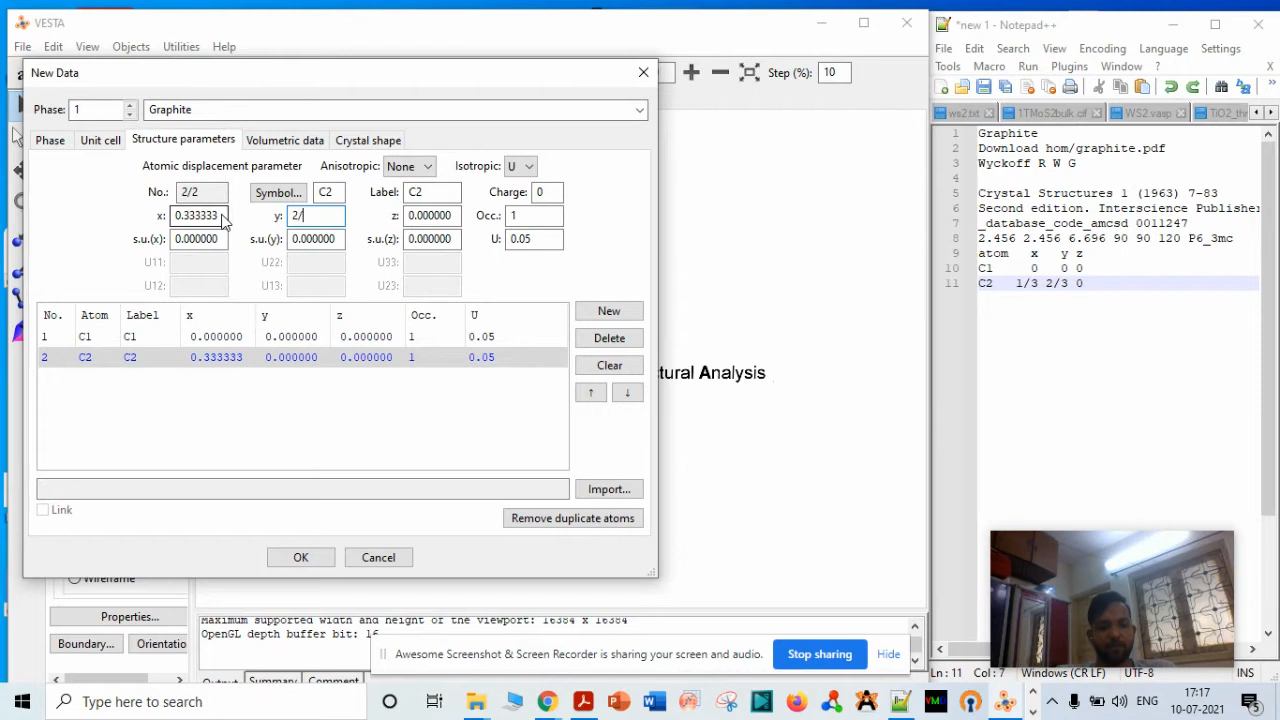 VESTA
File Edit View Objects Utilities Help
New Data
Step (%): 10
Phase: 1 Graphite
Phase Unit cell Structure parameters Volumetric data Crystal shape
Atomic displacement parameter Anisotropic: None Isotropic: U
No.: 2/2 Symbol... C2 Label: C2 Charge: 0
x: 0.333333 y: 2/ z: 0.000000 Occ.: 1
s.u.(x): 0.000000 s.u.(y): 0.000000 s.u.(z): 0.000000 U: 0.05
U11: U22: U33:
U12: U13: U23:
No. Atom Label x y z Occ. U
1 C1 C1 0.000000 0.000000 0.000000 1 0.05
2 C2 C2 0.333333 0.000000 0.000000 1 0.05
New
Delete
Clear
↑ ↓
Import...
Link
Remove duplicate atoms
OK Cancel
tural Analysis
Wireframe
Properties...
Boundary... Orientatio
Maximum supported width and height of the viewport: 16384 x 16384
OpenGL depth buffer bit: 16
Output Summary Comment
Awesome Screenshot & Screen Recorder is sharing your screen and audio. Stop sharing Hide
*new 1 - Notepad++
File Edit Search View Encoding Language Settings
Tools Macro Run Plugins Window ? X
ws2.txt 1TMoS2bulk.cif WS2.vasp TiO2_thr
1 Graphite
2 Download hom/graphite.pdf
3 Wyckoff R W G
4
5 Crystal Structures 1 (1963) 7-83
6 Second edition. Interscience Publisher
7 _database_code_amcsd 0011247
8 2.456 2.456 6.696 90 90 120 P6_3mc
9 atom x y z
10 C1 0 0 0
11 C2 1/3 2/3 0
Ln: 11 Col: 7 UTF-8 INS
Type here to search
17:17
10-07-2021
5